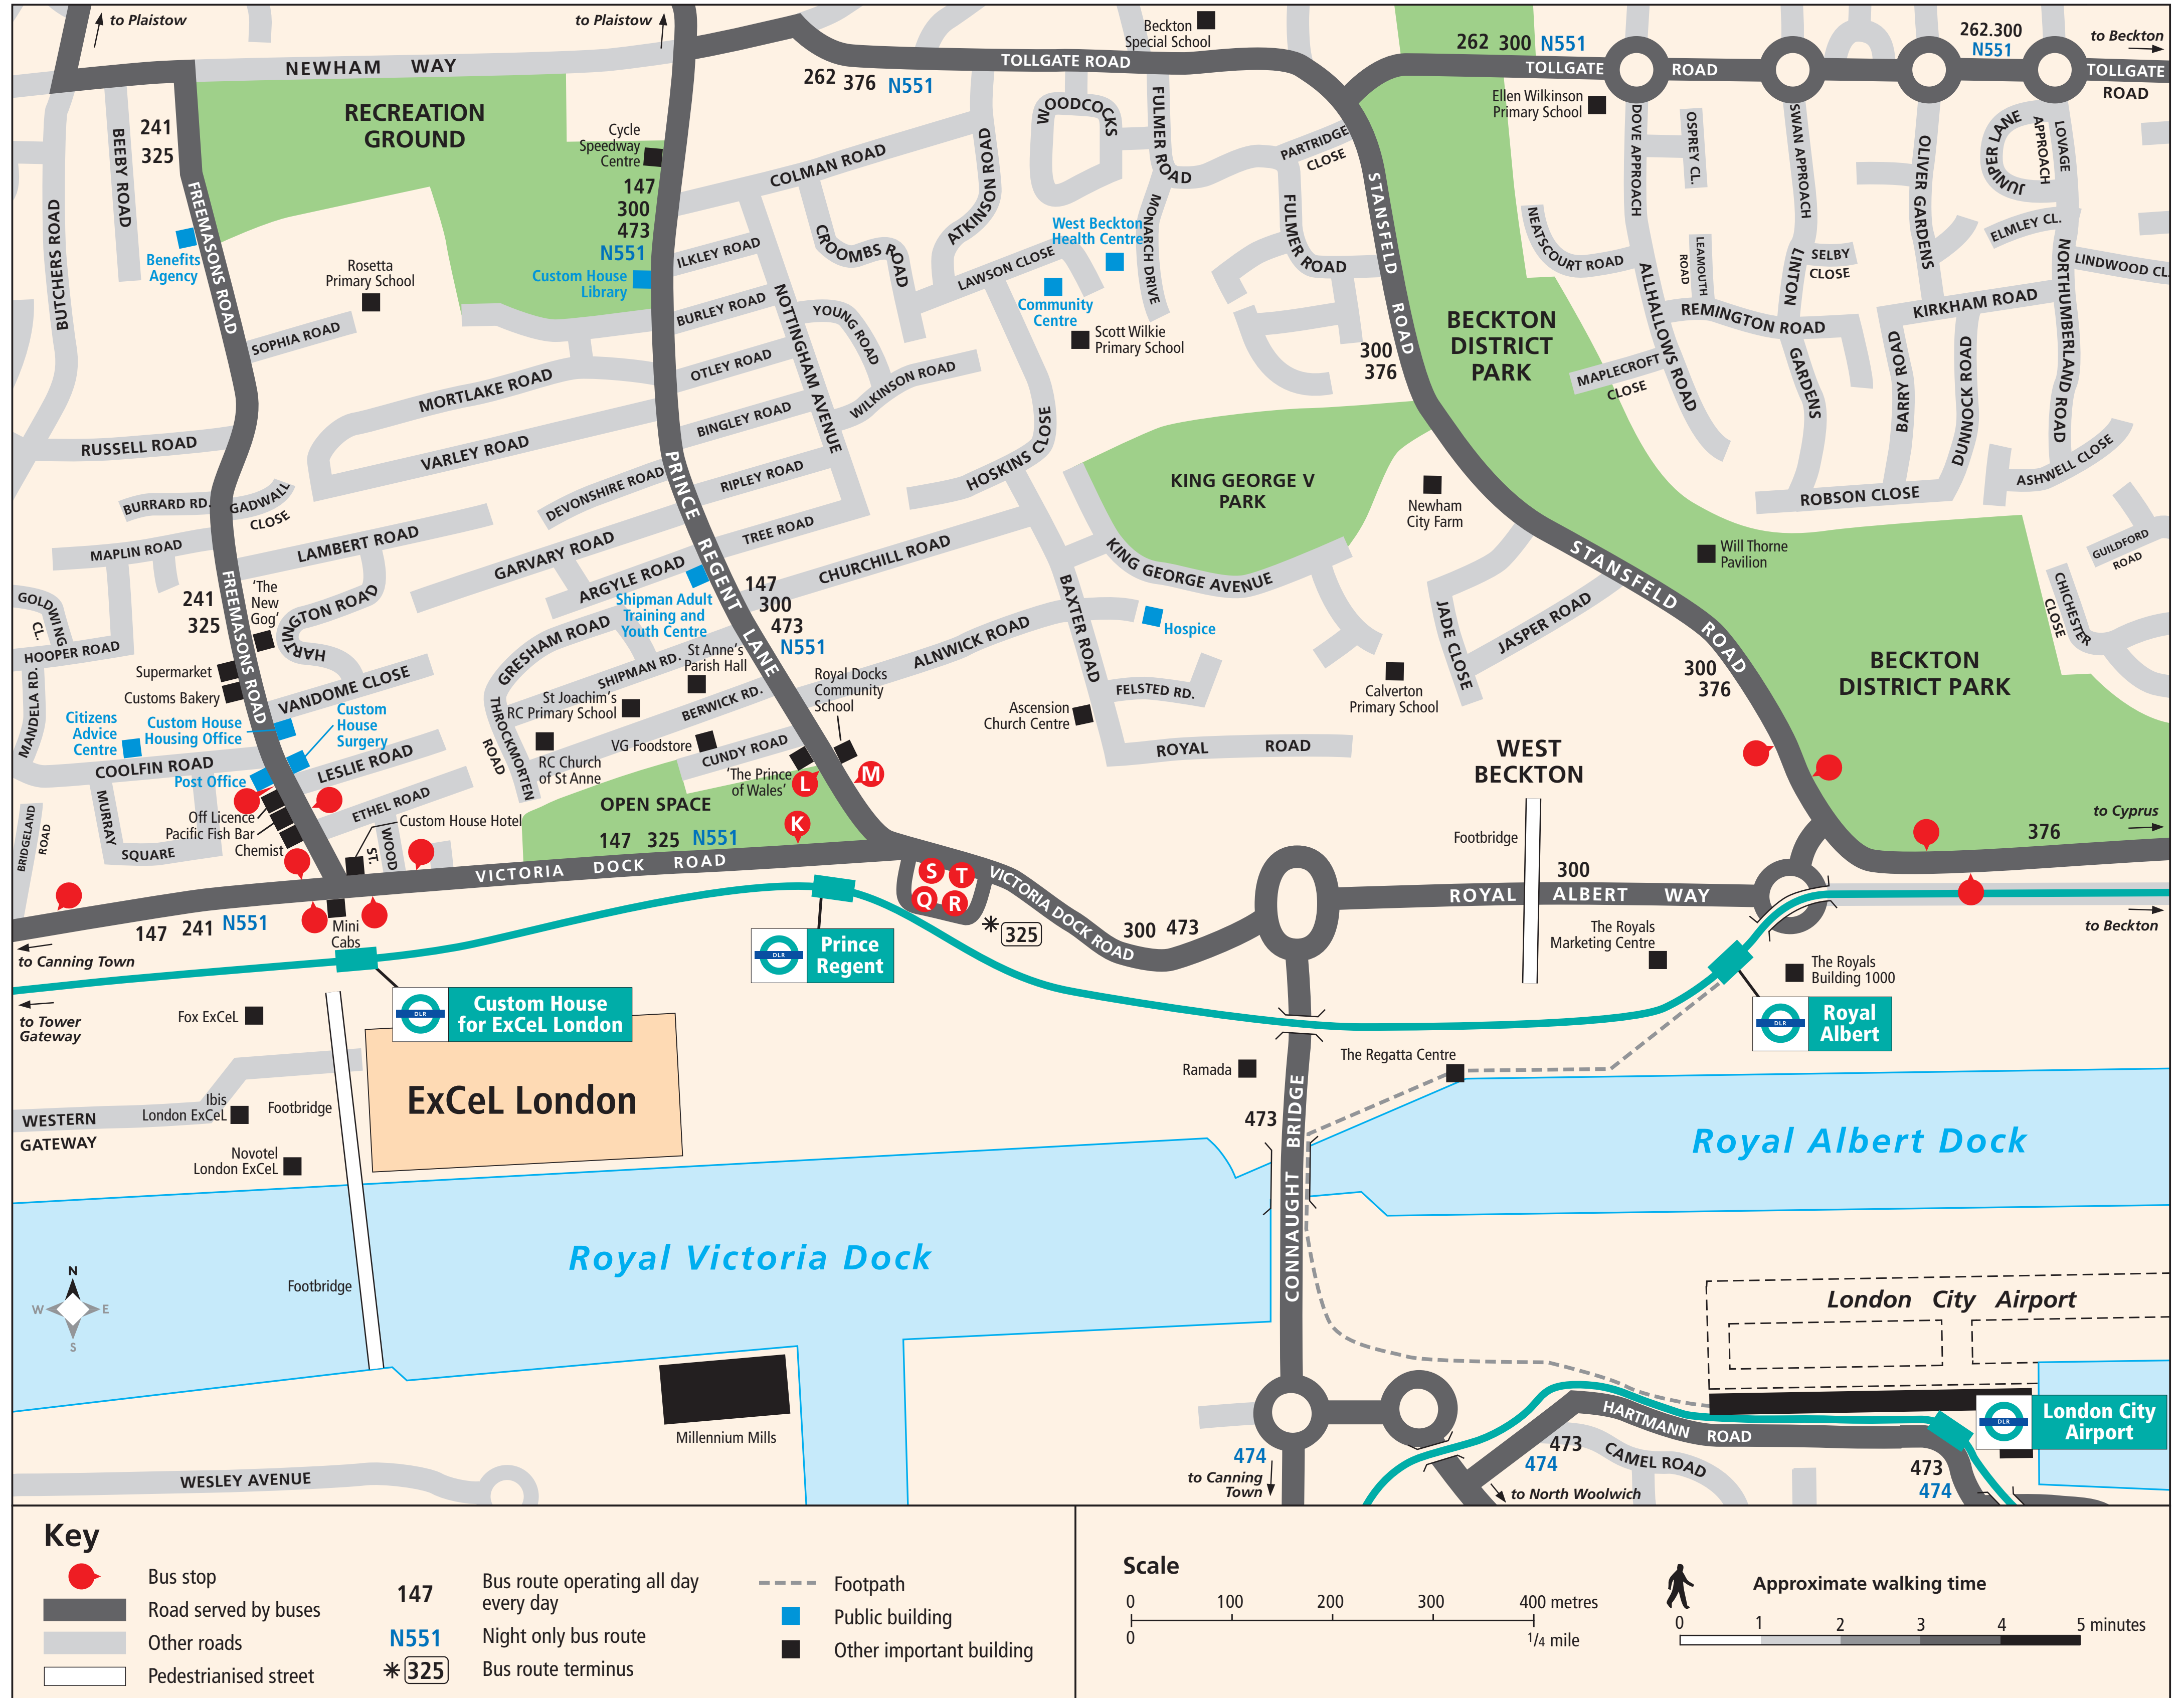 to Plaistow
to Plaistow
Beckton
Special School
NEWHAM WAY
TOLLGATE ROAD
262 376 N551
262 300 N551
TOLLGATE ROAD
262.300
N551
to Beckton
TOLLGATE
ROAD
RECREATION
GROUND
Cycle
Speedway
Centre
147
300
473
N551
Custom House
Library
241
325
BEEBY ROAD
BUTCHERS ROAD
FREEMASONS ROAD
Benefits
Agency
Rosetta
Primary School
SOPHIA ROAD
COLMAN ROAD
ATKINSON ROAD
WOODCOCKS
FULMER ROAD
PARTRIDGE
CLOSE
Ellen Wilkinson
Primary School
DOVE APPROACH
OSPREY CL.
SWAN APPROACH
OLIVER GARDENS
JUNIPER LANE
LOVAGE
APPROACH
STANSFELD ROAD
NEATSCOURT ROAD
LEAMOUTH
ROAD
SELBY
CLOSE
LINTON
GARDENS
ELMLEY CL.
LINDWOOD CL.
NORTHUMBERLAND ROAD
ILKLEY ROAD
CROOMBS ROAD
LAWSON CLOSE
West Beckton
Health Centre
MONARCH DRIVE
FULMER ROAD
Community
Centre
Scott Wilkie
Primary School
BURLEY ROAD
NOTTINGHAM AVENUE
YOUNG ROAD
OTLEY ROAD
WILKINSON ROAD
BINGLEY ROAD
300
376
BECKTON
DISTRICT
PARK
ALLHALLOWS ROAD
REMINGTON ROAD
MAPLECROFT
CLOSE
KIRKHAM ROAD
BARRY ROAD
DUNNOCK ROAD
MORTLAKE ROAD
VARLEY ROAD
RUSSELL ROAD
BURRARD RD.
GADWALL
CLOSE
DEVONSHIRE ROAD
PRINCE REGENT LANE
RIPLEY ROAD
HOSKINS CLOSE
KING GEORGE V
PARK
Newham
City Farm
ROBSON CLOSE
ASHWELL CLOSE
MAPLIN ROAD
LAMBERT ROAD
GARVARY ROAD
TREE ROAD
CHURCHILL ROAD
KING GEORGE AVENUE
STANSFELD ROAD
Will Thorne
Pavilion
GUILDFORD
ROAD
CHICHESTER
CLOSE
GOLDWING
CL.
HOOPER ROAD
241
325
FREEMASONS ROAD
'The
New
Gog'
HARTINGTON ROAD
ARGYLE ROAD
Shipman Adult
Training and
Youth Centre
147
300
473
N551
BAXTER ROAD
Hospice
JADE CLOSE
JASPER ROAD
Supermarket
Customs Bakery
GRESHAM ROAD
SHIPMAN RD.
St Anne's
Parish Hall
ALNWICK ROAD
FELSTED RD.
Calverton
Primary School
300
376
BECKTON
DISTRICT PARK
MANDELA RD.
VANDOME CLOSE
Citizens
Advice
Centre
Custom House
Housing Office
Custom
House
Surgery
THROCKMORTEN
ROAD
St Joachim's
RC Primary School
BERWICK RD.
Royal Docks
Community
School
Ascension
Church Centre
ROYAL ROAD
COOLFIN ROAD
Post Office
LESLIE ROAD
RC Church
of St Anne
VG Foodstore
CUNDY ROAD
'The Prince
of Wales'
L
M
K
WEST
BECKTON
BRIDGELAND
ROAD
MURRAY
SQUARE
Off Licence
Pacific Fish Bar
Chemist
ETHEL ROAD
WOOD
ST.
Custom House Hotel
OPEN SPACE
147 325 N551
Footbridge
to Cyprus
376
VICTORIA DOCK ROAD
S
T
Q
R
325
VICTORIA DOCK ROAD
300 473
300
ROYAL ALBERT WAY
147 241 N551
Mini
Cabs
to Canning Town
DLR
Prince
Regent
The Royals
Marketing Centre
to Beckton
The Royals
Building 1000
to Tower
Gateway
Fox ExCeL
DLR
Custom House
for ExCeL London
DLR
Royal
Albert
Ramada
The Regatta Centre
ExCeL London
Ibis
London ExCeL
Footbridge
WESTERN
GATEWAY
Novotel
London ExCeL
473
CONNAUGHT BRIDGE
Royal Albert Dock
Royal Victoria Dock
Footbridge
N
W
E
S
London City Airport
Millennium Mills
WESLEY AVENUE
474
to Canning
Town
HARTMANN ROAD
473
474
CAMEL ROAD
to North Woolwich
473
474
DLR
London City
Airport
Key
Bus stop
Road served by buses
Other roads
Pedestrianised street
147
Bus route operating all day
every day
N551
Night only bus route
325
Bus route terminus
Footpath
Public building
Other important building
Scale
0 100 200 300 400 metres
0 1/4 mile
Approximate walking time
0 1 2 3 4 5 minutes